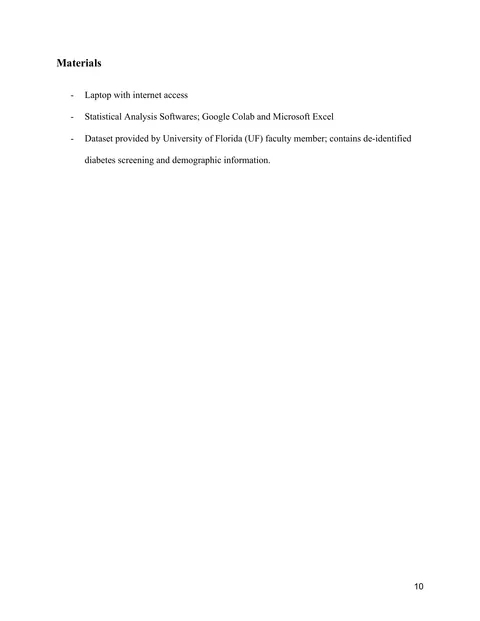 Materials
- Laptop with internet access
- Statistical Analysis Softwares; Google Colab and Microsoft Excel
- Dataset provided by University of Florida (UF) faculty member; contains de-identified
diabetes screening and demographic information.
10